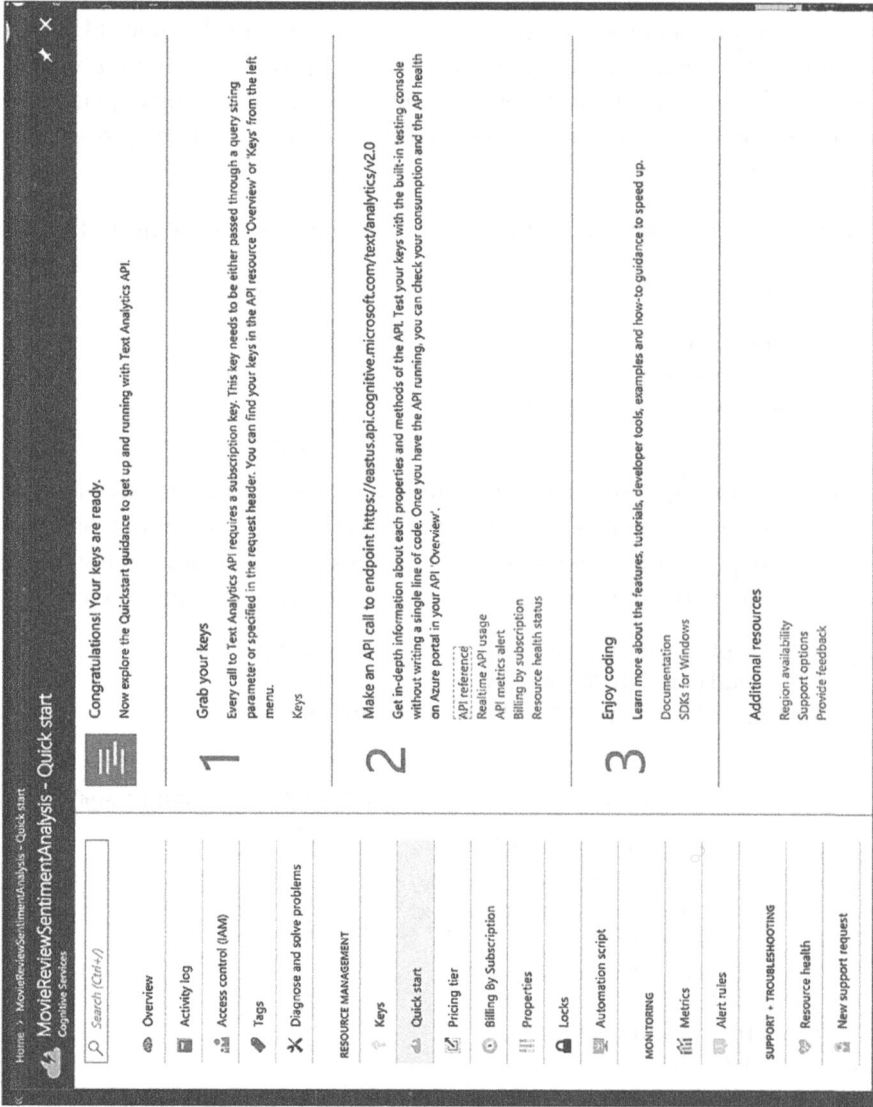 Home > MovieReviewSentimentAnalysis - Quick start
MovieReviewSentimentAnalysis - Quick start
Cognitive Services
Search (Ctrl+/)
Overview
Activity log
Access control (IAM)
Tags
Diagnose and solve problems
RESOURCE MANAGEMENT
Keys
Quick start
Pricing tier
Billing By Subscription
Properties
Locks
Automation script
MONITORING
Metrics
Alert rules
SUPPORT + TROUBLESHOOTING
Resource health
New support request
Congratulations! Your keys are ready.
Now explore the Quickstart guidance to get up and running with Text Analytics API.
1
Grab your keys
Every call to Text Analytics API requires a subscription key. This key needs to be either passed through a query string
parameter or specified in the request header. You can find your keys in the API resource 'Overview' or 'Keys' from the left
menu.
Keys
2
Make an API call to endpoint https://eastus.api.cognitive.microsoft.com/text/analytics/v2.0
Get in-depth information about each properties and methods of the API. Test your keys with the built-in testing console
without writing a single line of code. Once you have the API running, you can check your consumption and the API health
on Azure portal in your API 'Overview'.
API reference
Realtime API usage
API metrics alert
Billing by subscription
Resource health status
3
Enjoy coding
Learn more about the features, tutorials, developer tools, examples and how-to guidance to speed up.
Documentation
SDKs for Windows
Additional resources
Region availability
Support options
Provide feedback